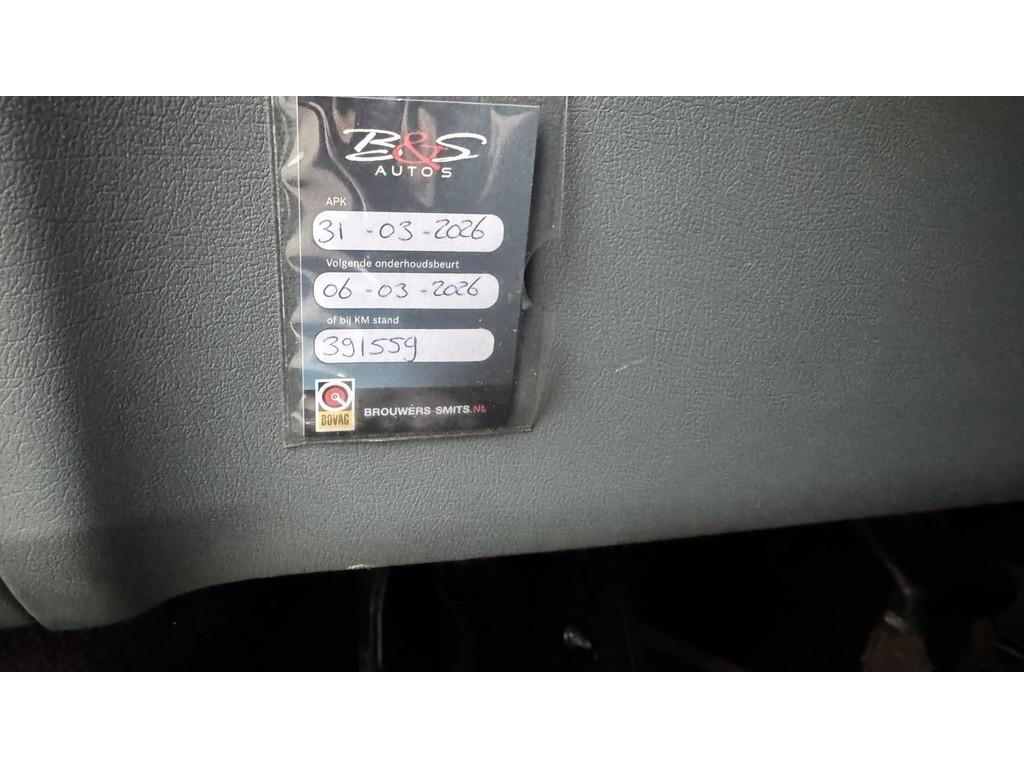 B&S
AUTO'S
APK
31-03-2026
Volgende onderhoudsbeurt
06-03-2026
of bij KM stand
391559
BOVAG
BROUWERS-SMITS.NL